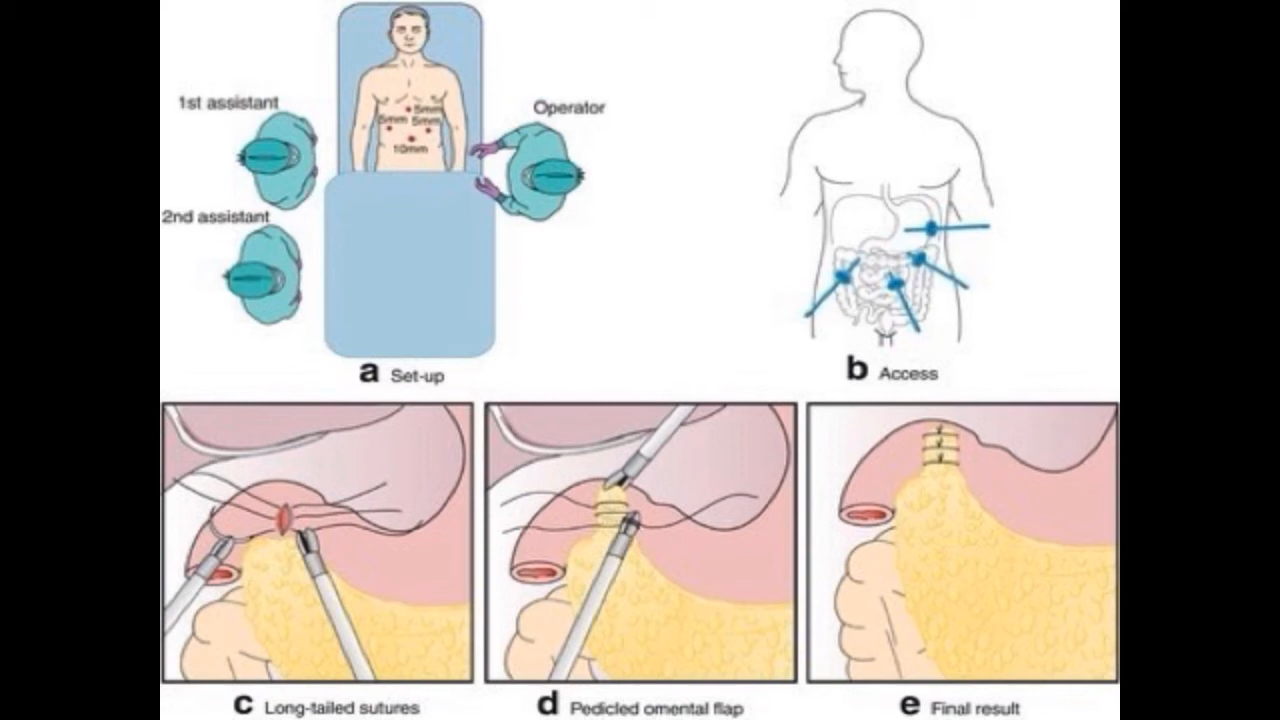 1st assistant
Operator
5mm
5mm 5mm
10mm
2nd assistant
a Set-up
b Access
c Long-tailed sutures
d Pedicled omental flap
e Final result